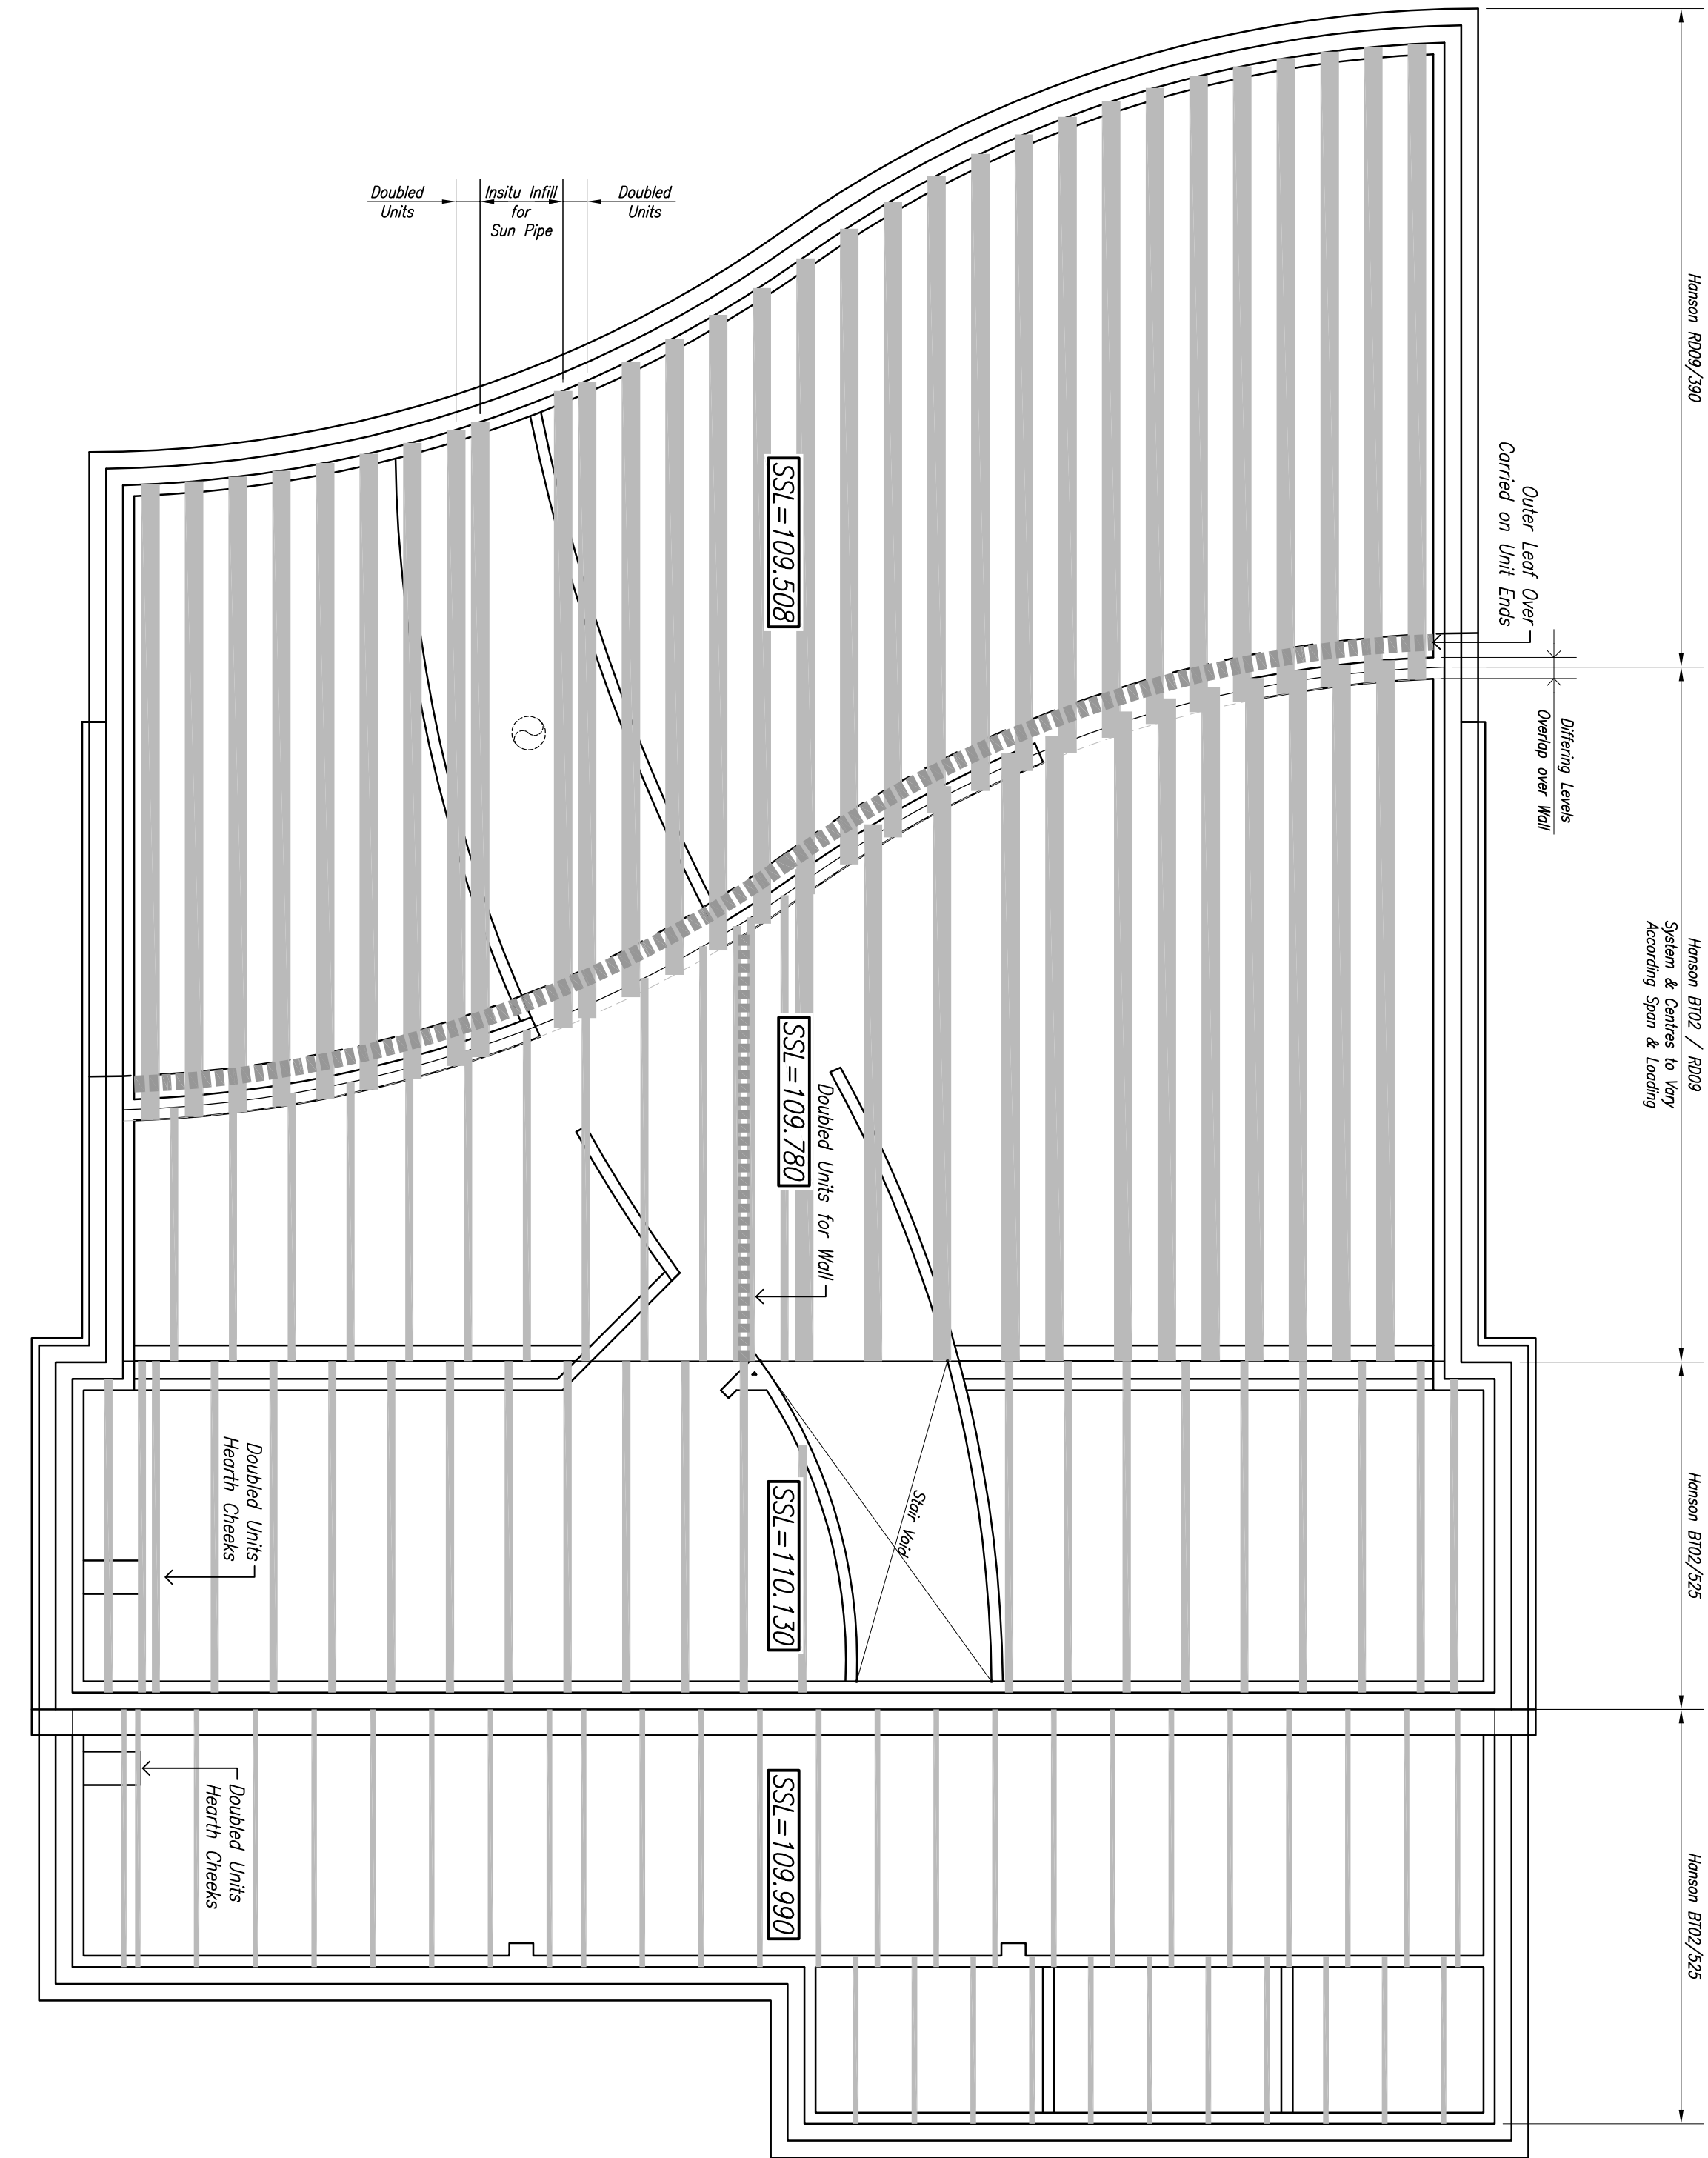 Hanson RD09/390
Hanson BT02 / RD09
System & Centres to Vary
According Span & Loading
Hanson BT02/525
Hanson BT02/525
Outer Leaf Over
Carried on Unit Ends
Differing Levels
Overlap over Wall
Doubled
Units
Insitu Infill
for
Sun Pipe
Doubled
Units
SSL=109.508
SSL=109.780
Doubled Units for Wall
SSL=110.130
Stair Void
Doubled Units
Hearth Cheeks
SSL=109.990
Doubled Units
Hearth Cheeks